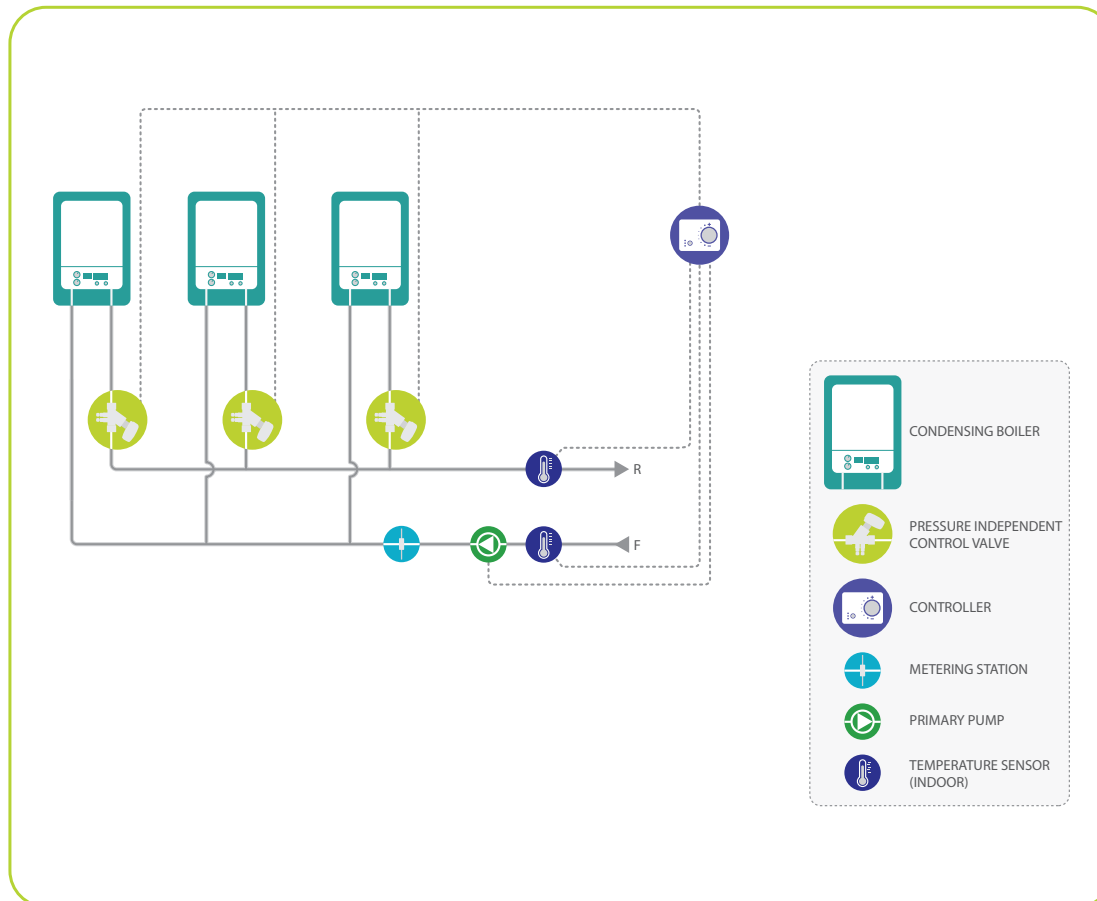 R
F
CONDENSING BOILER
PRESSURE INDEPENDENT
CONTROL VALVE
CONTROLLER
METERING STATION
PRIMARY PUMP
TEMPERATURE SENSOR
(INDOOR)